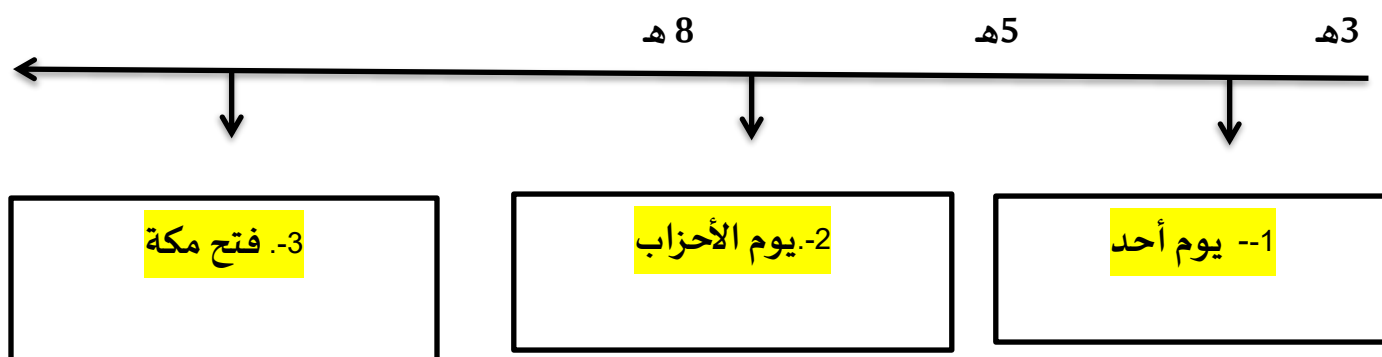 3هـ 5هـ 8 هـ
1-- يوم أحد
2-.يوم الأحزاب
3-. فتح مكة